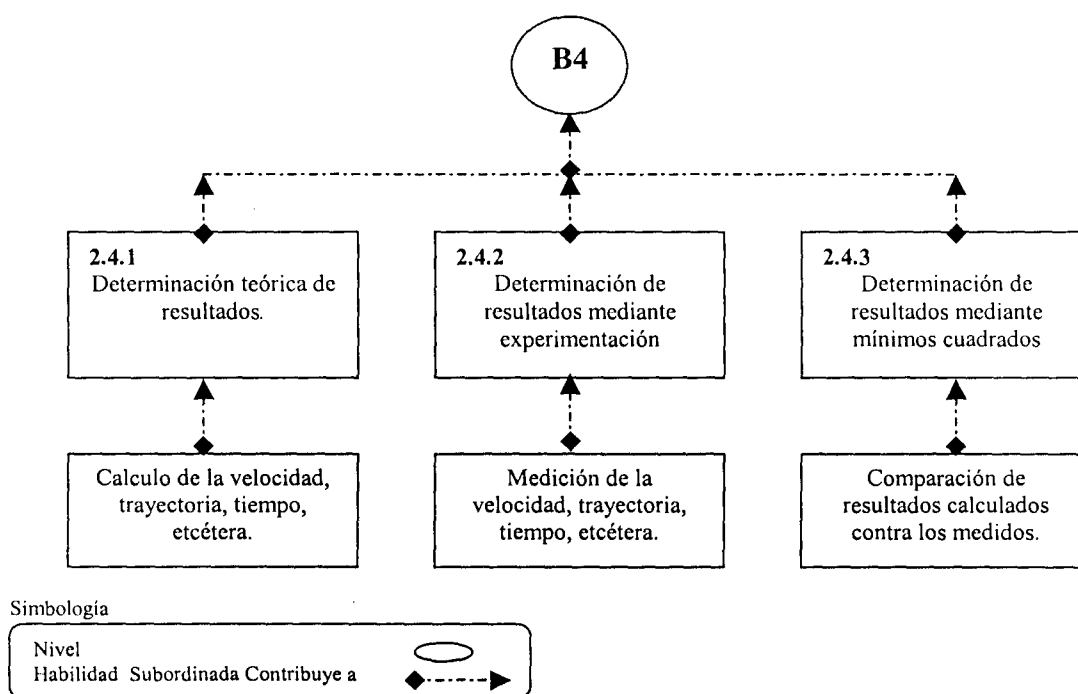 B4
2.4.1
Determinación teórica de
resultados.
2.4.2
Determinación de
resultados mediante
experimentación
2.4.3
Determinación de
resultados mediante
mínimos cuadrados
Calculo de la velocidad,
trayectoria, tiempo,
etcétera.
Medición de la
velocidad, trayectoria,
tiempo, etcétera.
Comparación de
resultados calculados
contra los medidos.
Simbología
Nivel
Habilidad Subordinada Contribuye a